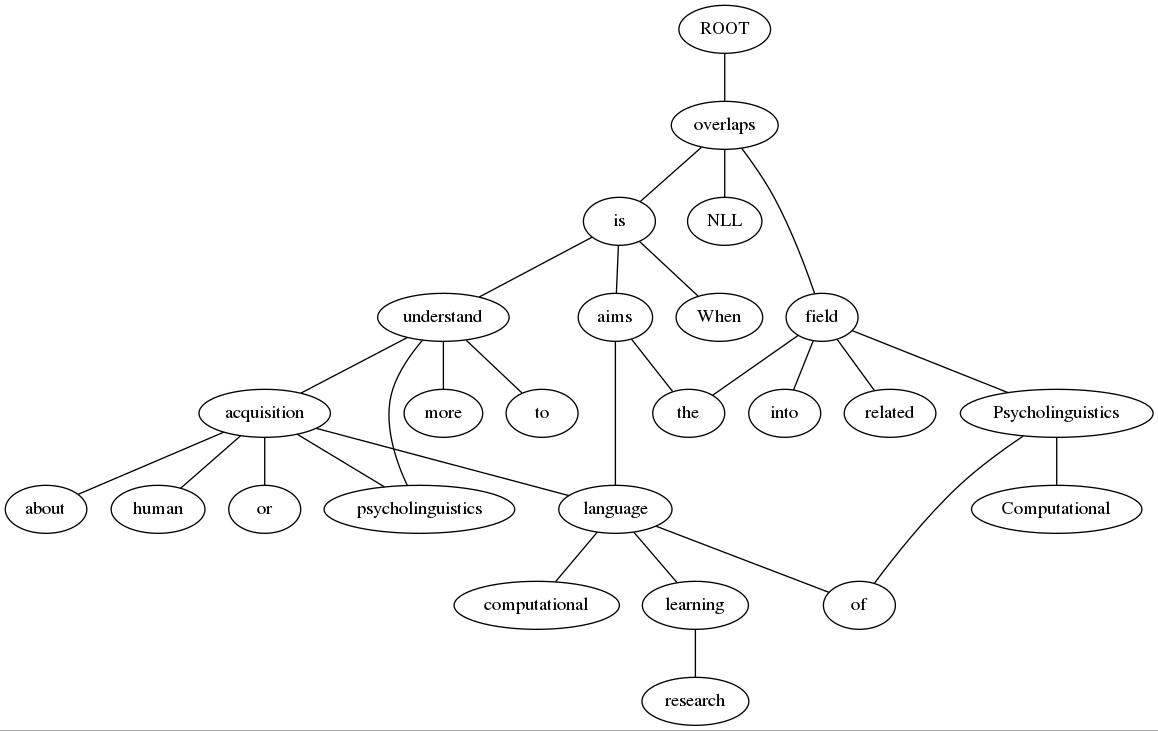 ROOT
overlaps
is
NLL
understand
aims
When
field
acquisition
more
to
the
into
related
Psycholinguistics
about
human
or
psycholinguistics
language
Computational
computational
learning
of
research